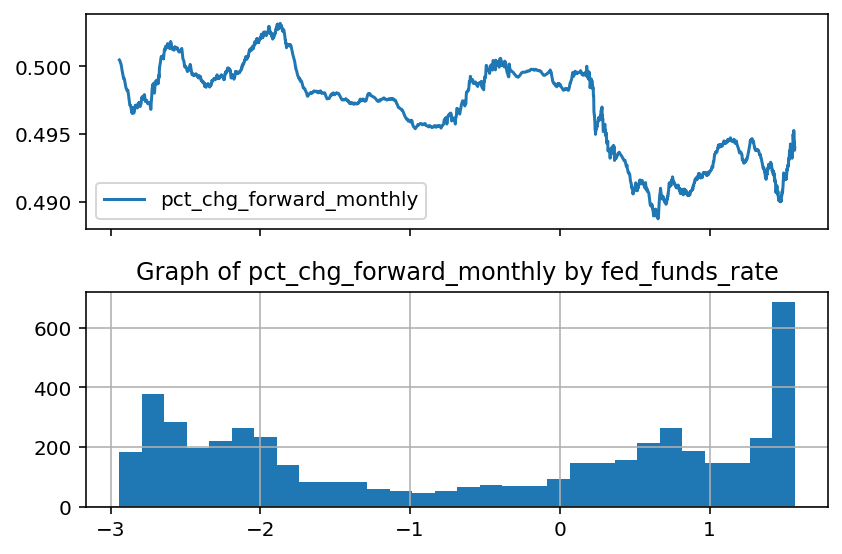 0.500
0.495
0.490
pct_chg_forward_monthly
Graph of pct_chg_forward_monthly by fed_funds_rate
600
400
200
0
−3 −2 −1 0 1